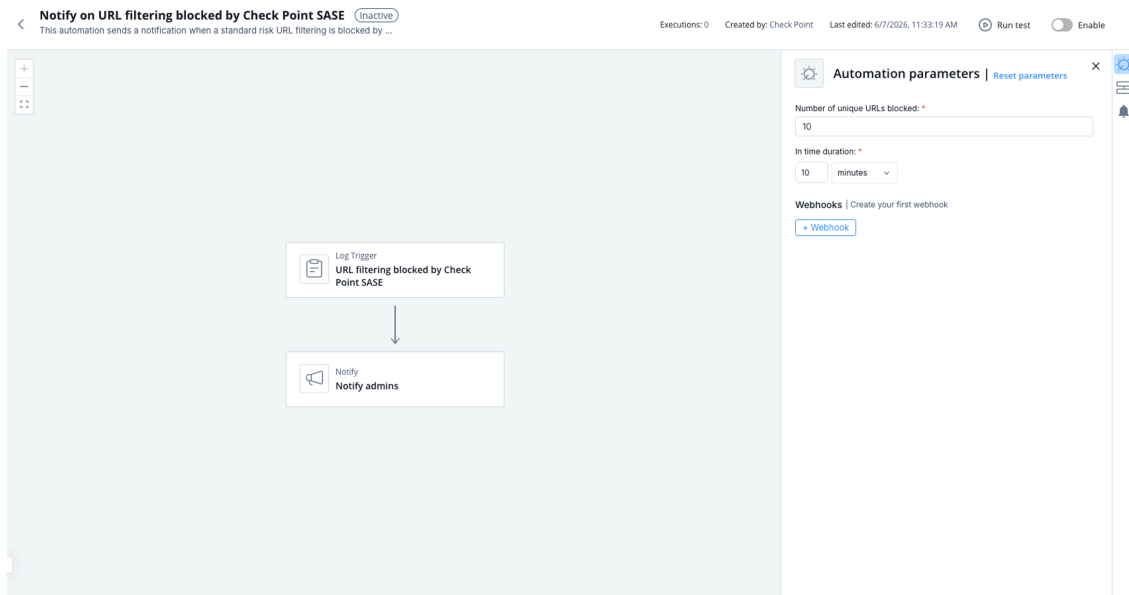 Notify on URL filtering blocked by Check Point SASE
Inactive
This automation sends a notification when a standard risk URL filtering is blocked by ...
Executions: 0
Created by: Check Point
Last edited: 6/7/2026, 11:33:19 AM
Run test
Enable
Log Trigger
URL filtering blocked by Check
Point SASE
Notify
Notify admins
Automation parameters | Reset parameters
Number of unique URLs blocked: *
10
In time duration: *
10
minutes
Webhooks | Create your first webhook
+ Webhook